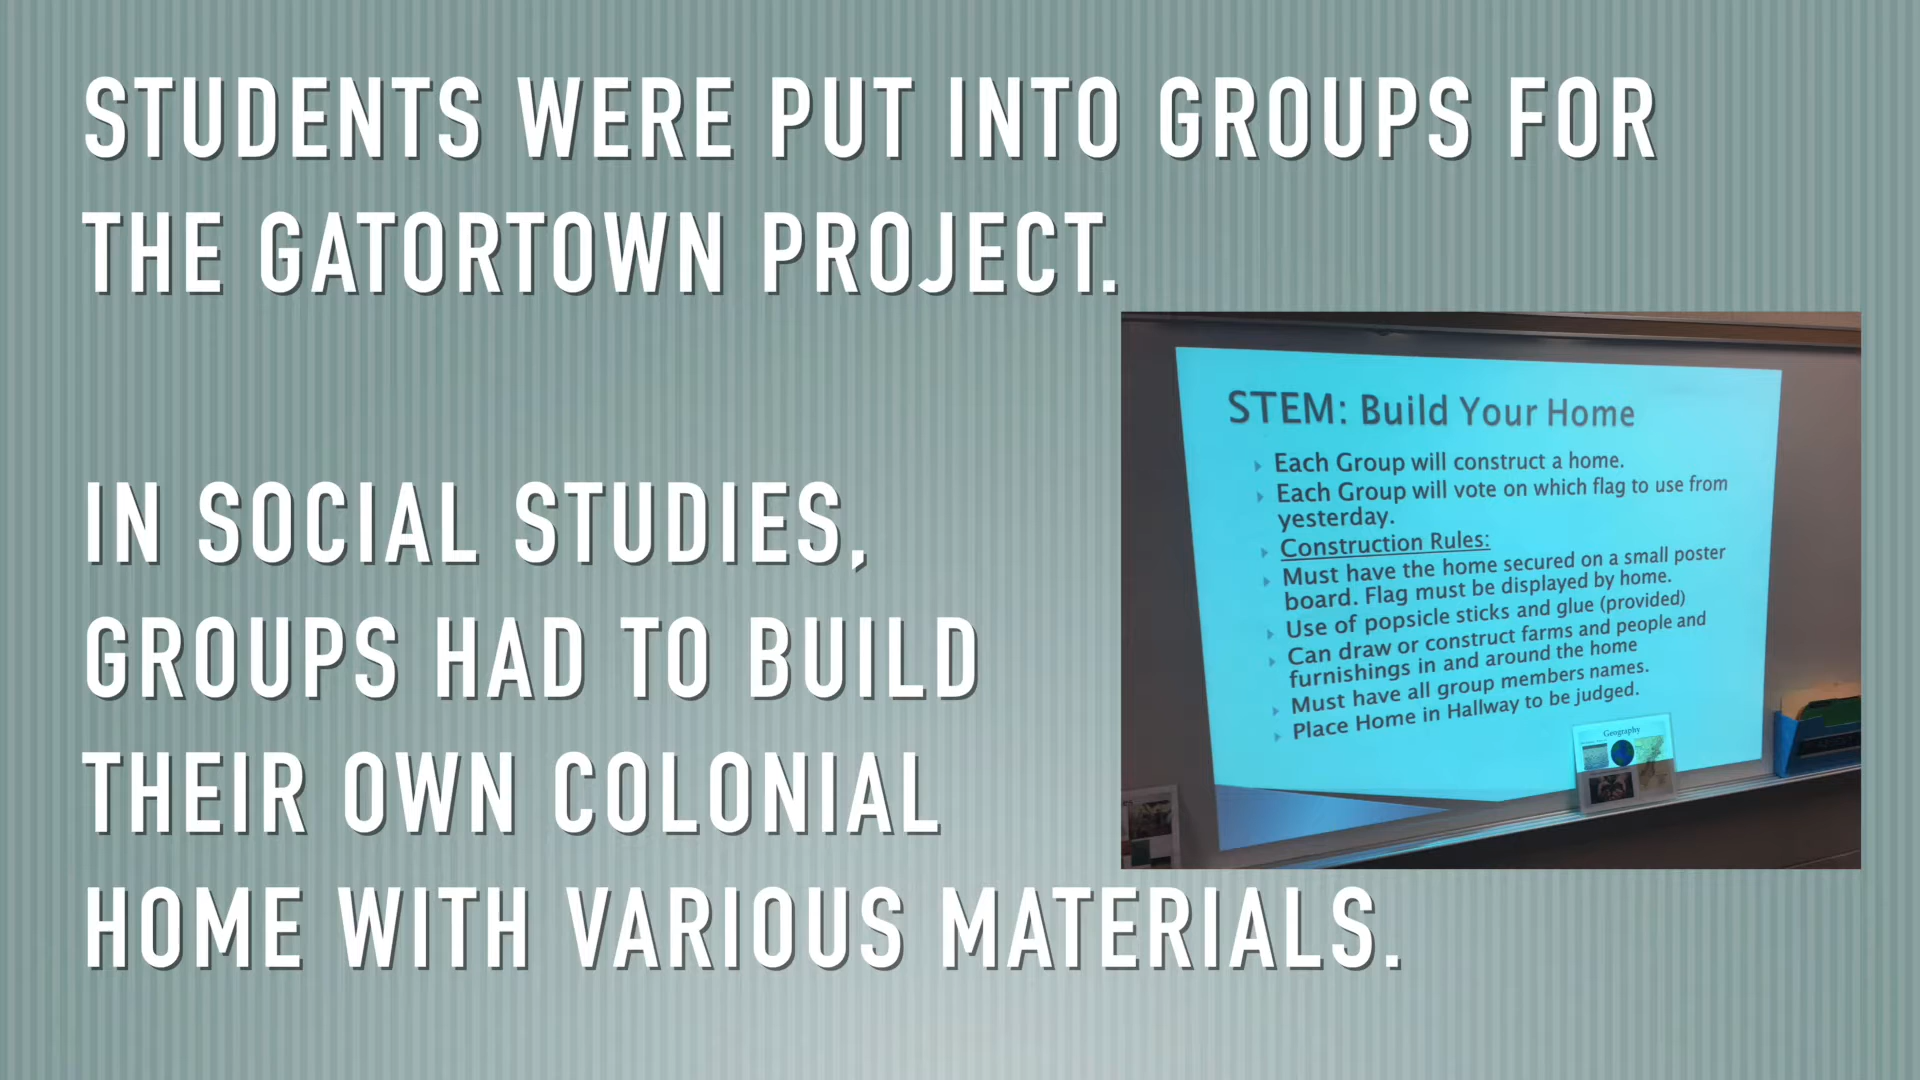 STUDENTS WERE PUT INTO GROUPS FOR
THE GATORTOWN PROJECT.
IN SOCIAL STUDIES,
GROUPS HAD TO BUILD
THEIR OWN COLONIAL
HOME WITH VARIOUS MATERIALS.
STEM: Build Your Home
Each Group will construct a home.
Each Group will vote on which flag to use from
yesterday.
Construction Rules:
Must have the home secured on a small poster
board. Flag must be displayed by home.
Use of popsicle sticks and glue (provided)
Can draw or construct farms and people and
furnishings in and around the home
Must have all group members names.
Place Home in Hallway to be judged.
Geography